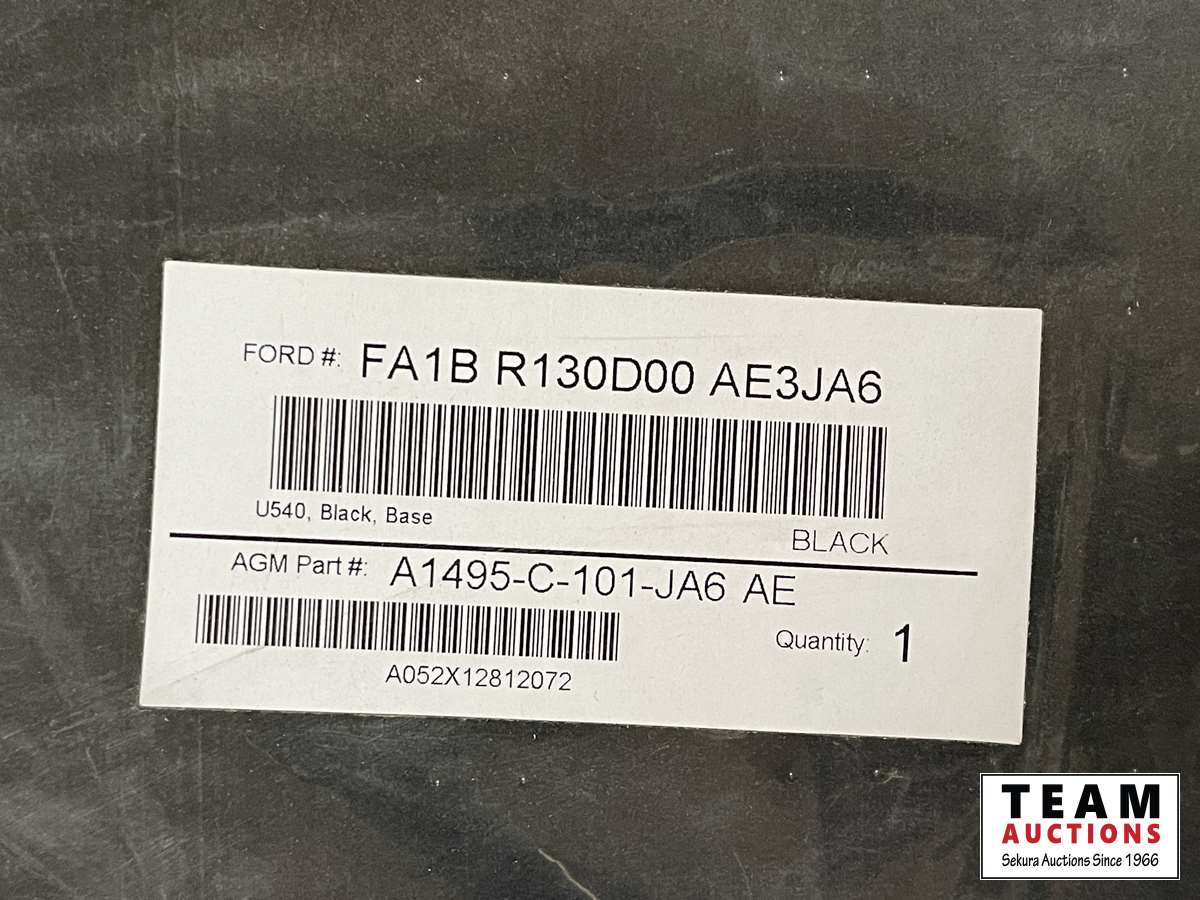 FORD #: FA1B R130D00 AE3JA6
U540, Black, Base
BLACK
AGM Part #: A1495-C-101-JA6 AE
Quantity: 1
A052X12812072
TEAM
AUCTIONS
Sekura Auctions Since 1966